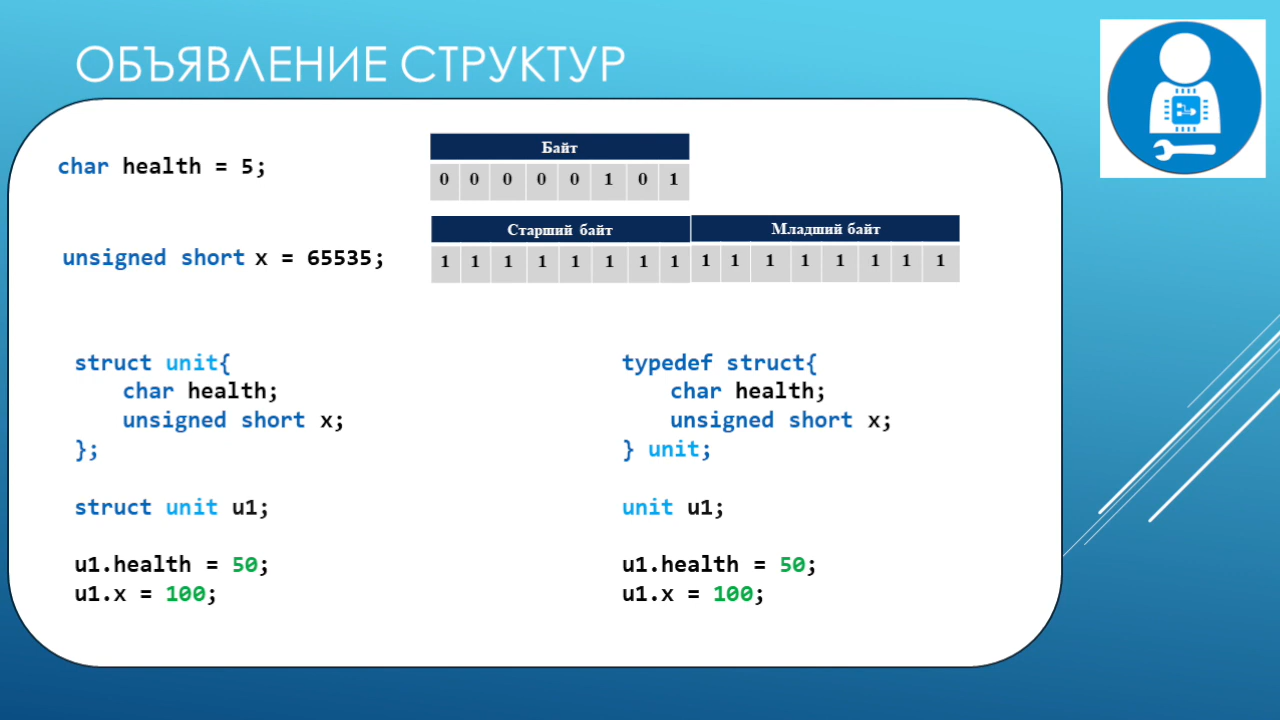 ОБЪЯВЛЕНИЕ СТРУКТУР
char health = 5;
Байт
0 0 0 0 0 1 0 1
unsigned short x = 65535;
Старший байт Младший байт
1 1 1 1 1 1 1 1 1 1 1 1 1 1 1 1
struct unit{
char health;
unsigned short x;
};
struct unit u1;
u1.health = 50;
u1.x = 100;
typedef struct{
char health;
unsigned short x;
} unit;
unit u1;
u1.health = 50;
u1.x = 100;